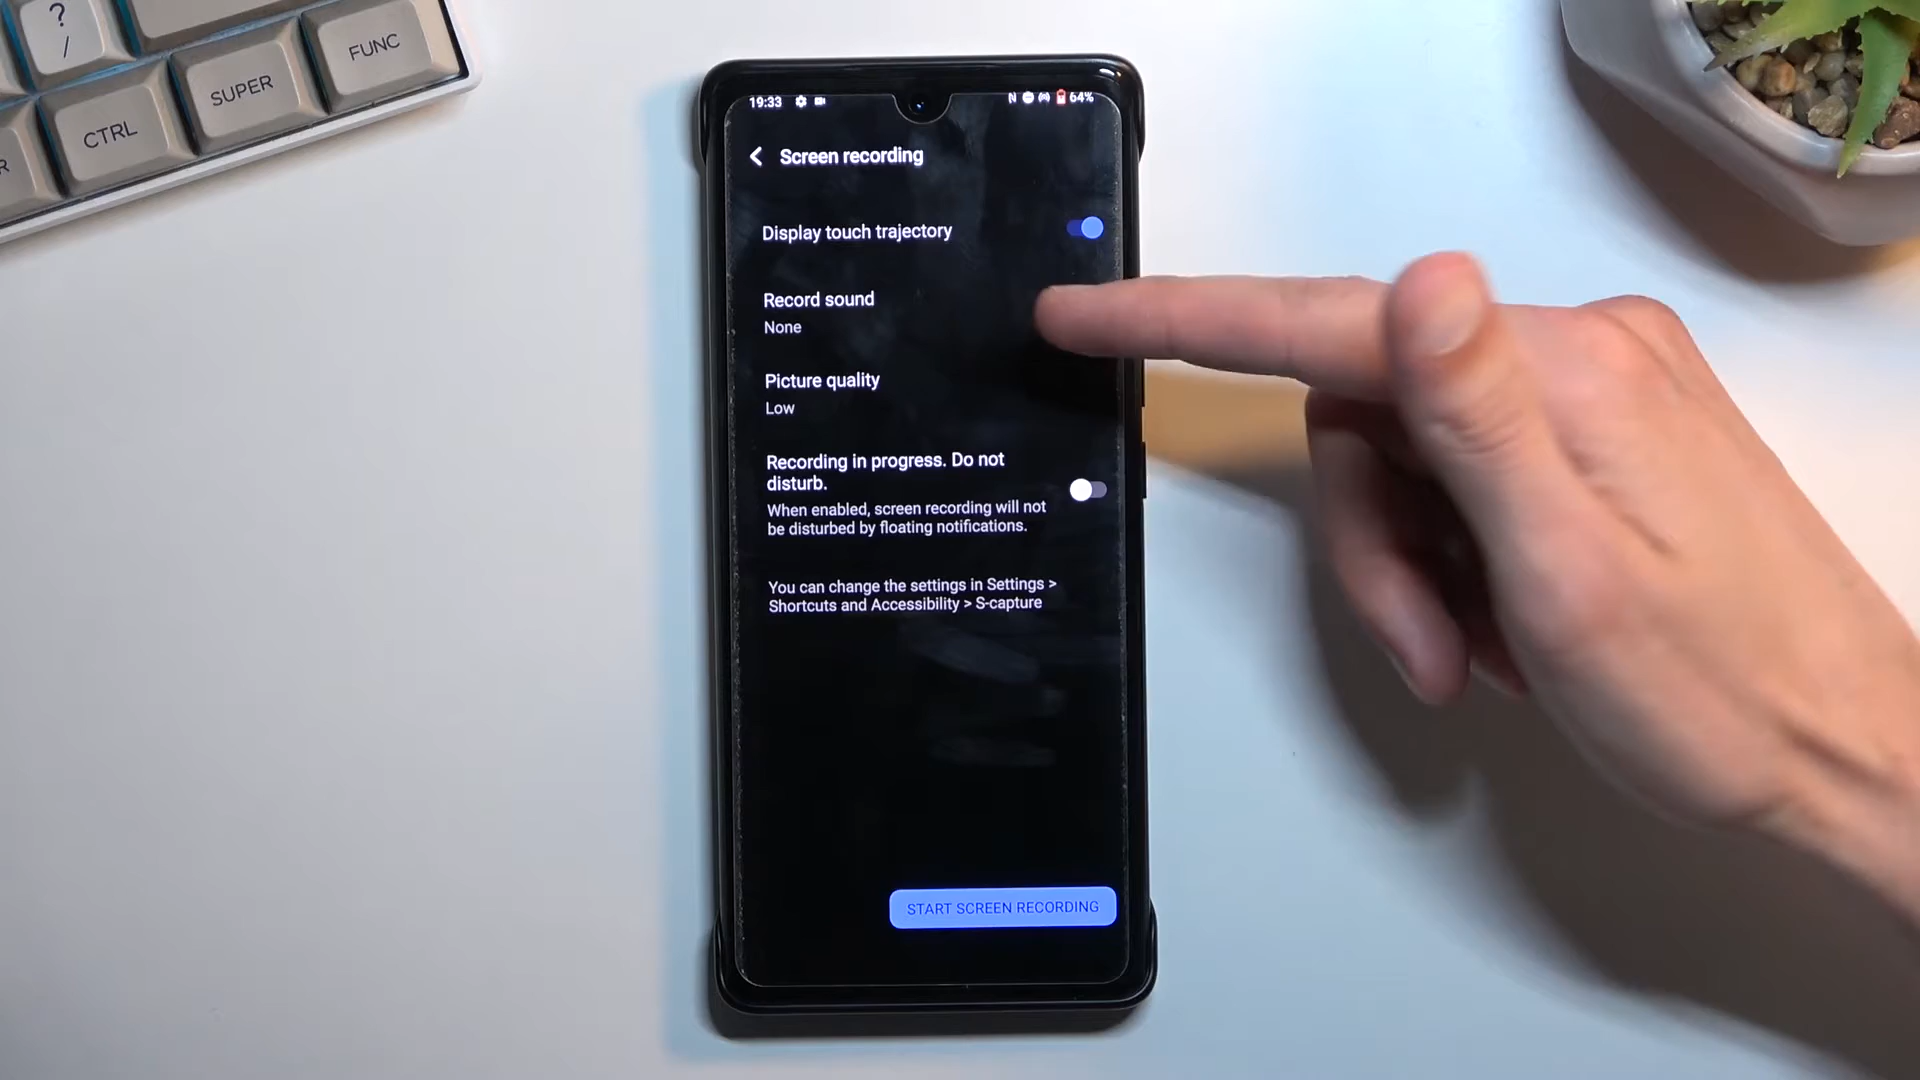 ?
/
FUNC
SUPER
CTRL
R
19:33
64%
Screen recording
Display touch trajectory
Record sound
None
Picture quality
Low
Recording in progress. Do not
disturb.
When enabled, screen recording will not
be disturbed by floating notifications.
You can change the settings in Settings >
Shortcuts and Accessibility > S-capture
START SCREEN RECORDING